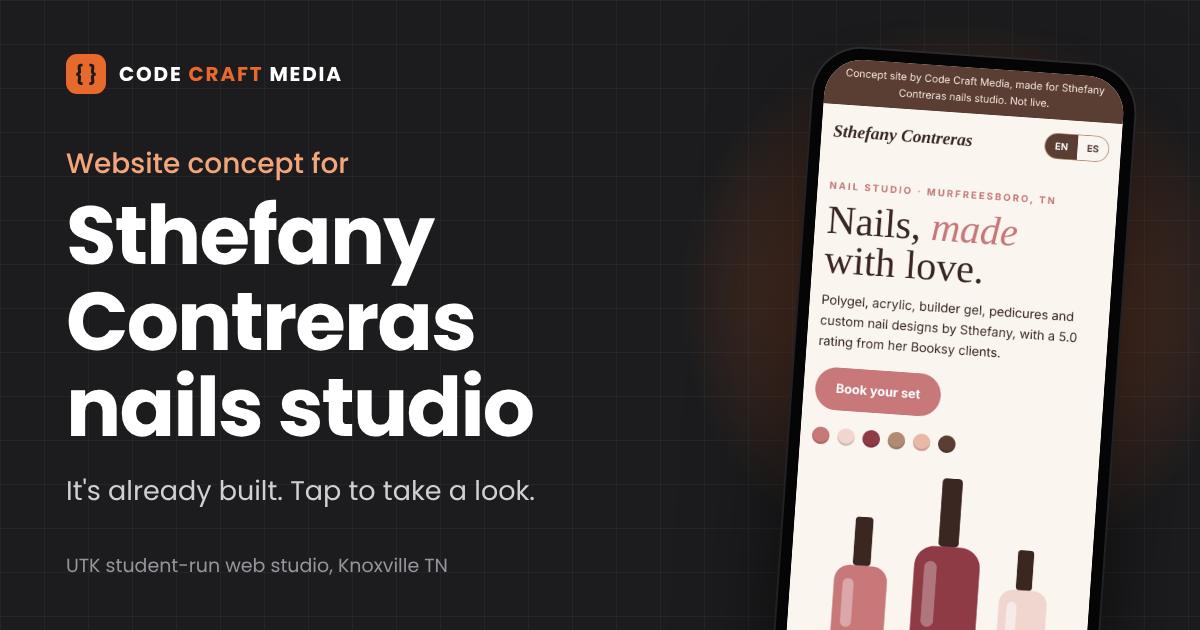 { }
CODE CRAFT MEDIA
Website concept for
Sthefany
Contreras
nails studio
It's already built. Tap to take a look.
UTK student-run web studio, Knoxville TN
Concept site by Code Craft Media, made for Sthefany
Contreras nails studio. Not live.
Sthefany Contreras
EN ES
NAIL STUDIO · MURFREESBORO, TN
Nails, made
with love.
Polygel, acrylic, builder gel, pedicures and
custom nail designs by Sthefany, with a 5.0
rating from her Booksy clients.
Book your set